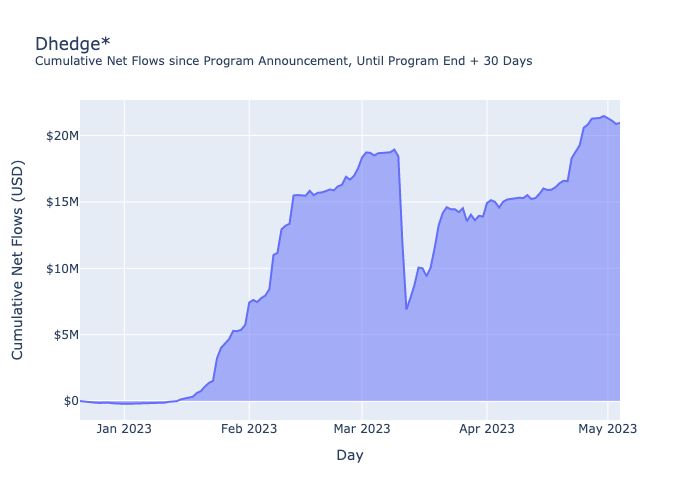 Dhedge*
Cumulative Net Flows since Program Announcement, Until Program End + 30 Days
Cumulative Net Flows (USD)
$20M
$15M
$10M
$5M
$0
Jan 2023
Feb 2023
Mar 2023
Apr 2023
May 2023
Day